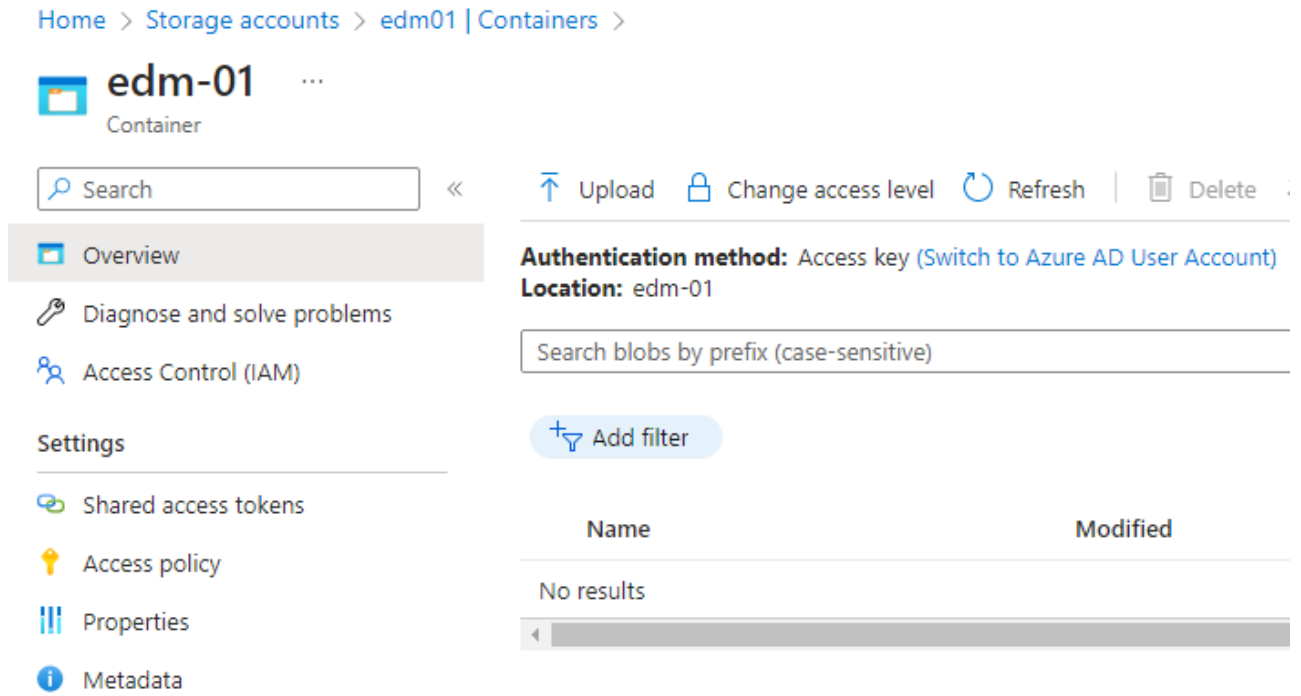 Home > Storage accounts > edm01 | Containers >
edm-01 ...
Container
Search «
Overview
Diagnose and solve problems
Access Control (IAM)
Settings
Shared access tokens
Access policy
Properties
Metadata
Upload Change access level Refresh | Delete
Authentication method: Access key (Switch to Azure AD User Account)
Location: edm-01
Search blobs by prefix (case-sensitive)
Add filter
Name Modified
No results